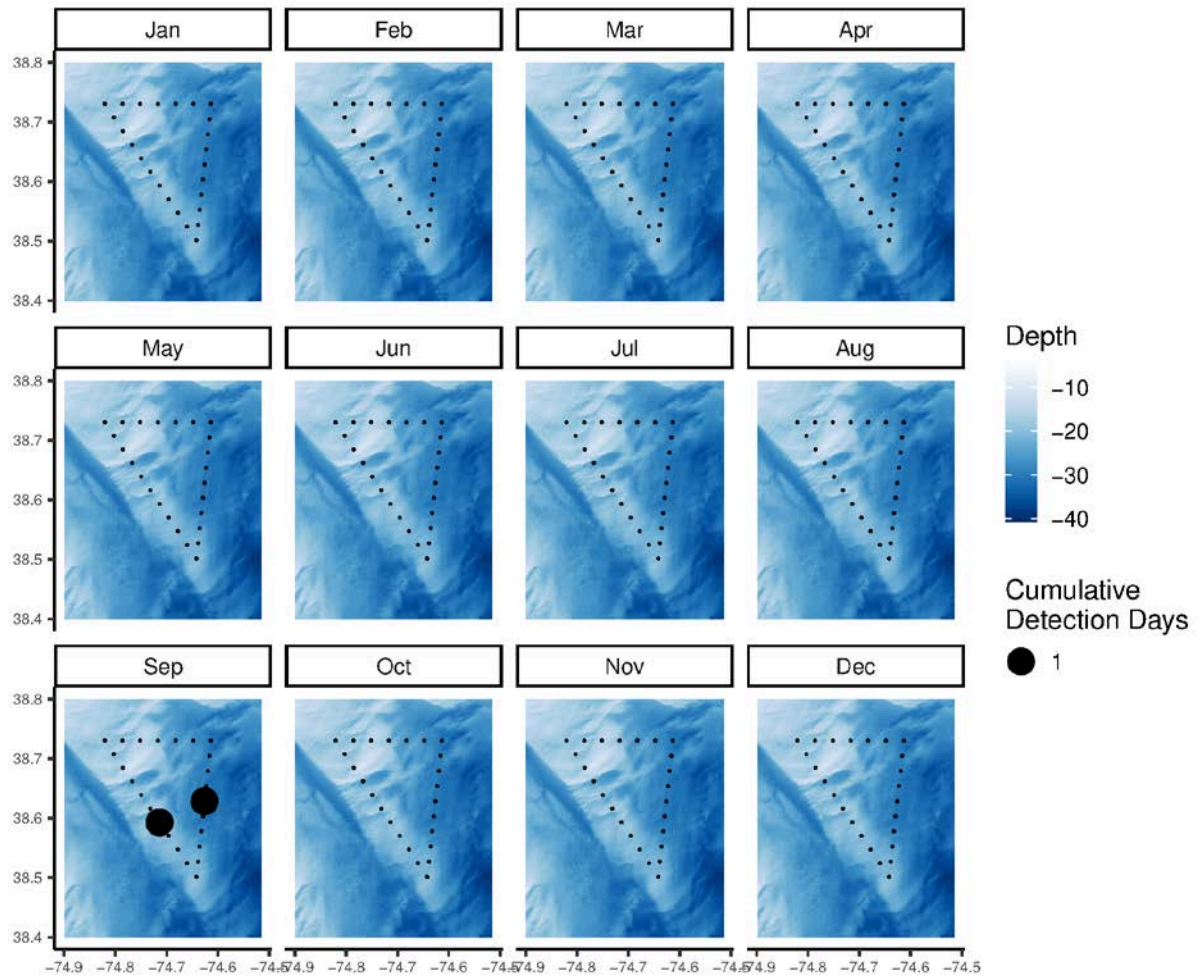 Jan Feb Mar Apr
38.8
38.7
38.6
38.5
38.4
May Jun Jul Aug
38.8
38.7
38.6
38.5
38.4
Depth
−10
−20
−30
−40
Cumulative
Detection Days
1
Sep Oct Nov Dec
38.8
38.7
38.6
38.5
38.4
−74.9 −74.8 −74.7 −74.6 −74.5 −74.9 −74.8 −74.7 −74.6 −74.5 −74.9 −74.8 −74.7 −74.6 −74.5 −74.9 −74.8 −74.7 −74.6 −74.5